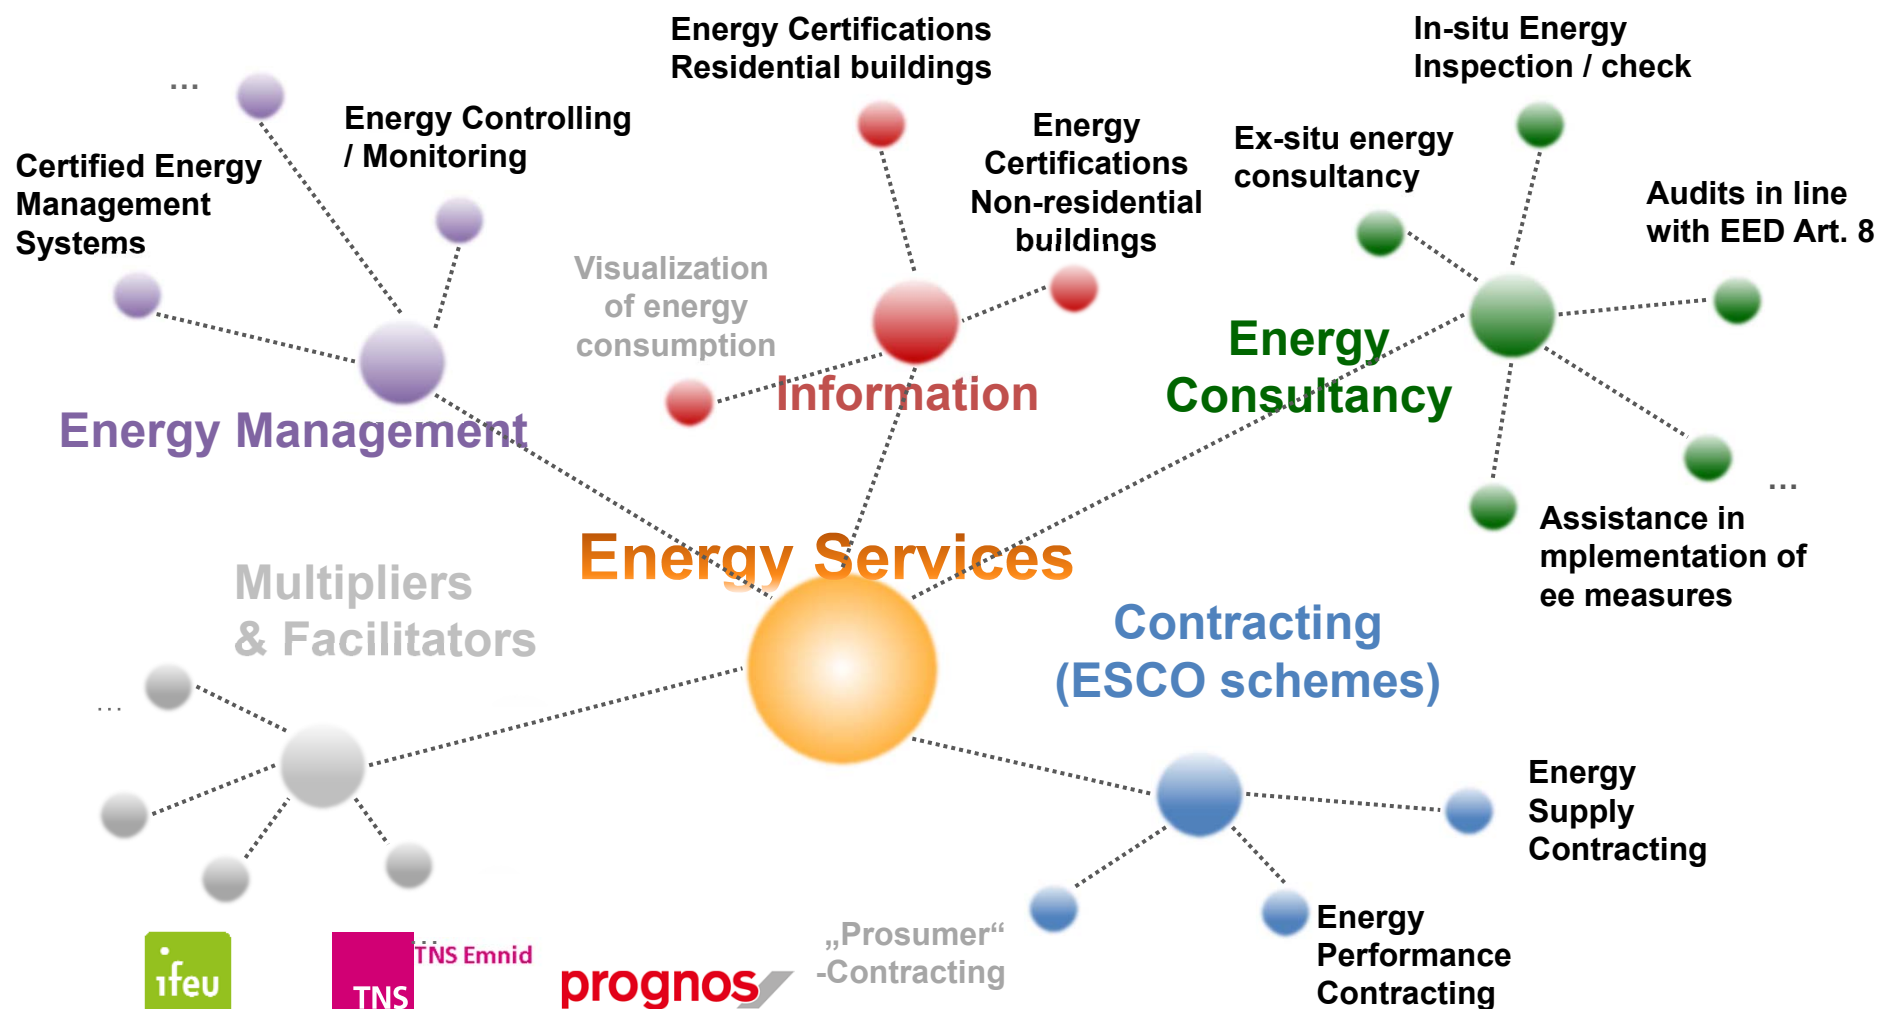 Energy Certifications
Residential buildings
In-situ Energy
Inspection / check
...
Energy Controlling
/ Monitoring
Energy
Certifications
Non-residential
buildings
Ex-situ energy
consultancy
Certified Energy
Management
Systems
Audits in line
with EED Art. 8
Visualization
of energy
consumption
Energy
Consultancy
Information
Energy Management
...
Assistance in
mplementation of
ee measures
Energy Services
Multipliers
& Facilitators
Contracting
(ESCO schemes)
...
Energy
Supply
Contracting
„Prosumer“
-Contracting
Energy
Performance
Contracting
...
ifeu
TNS
TNS Emnid
prognos